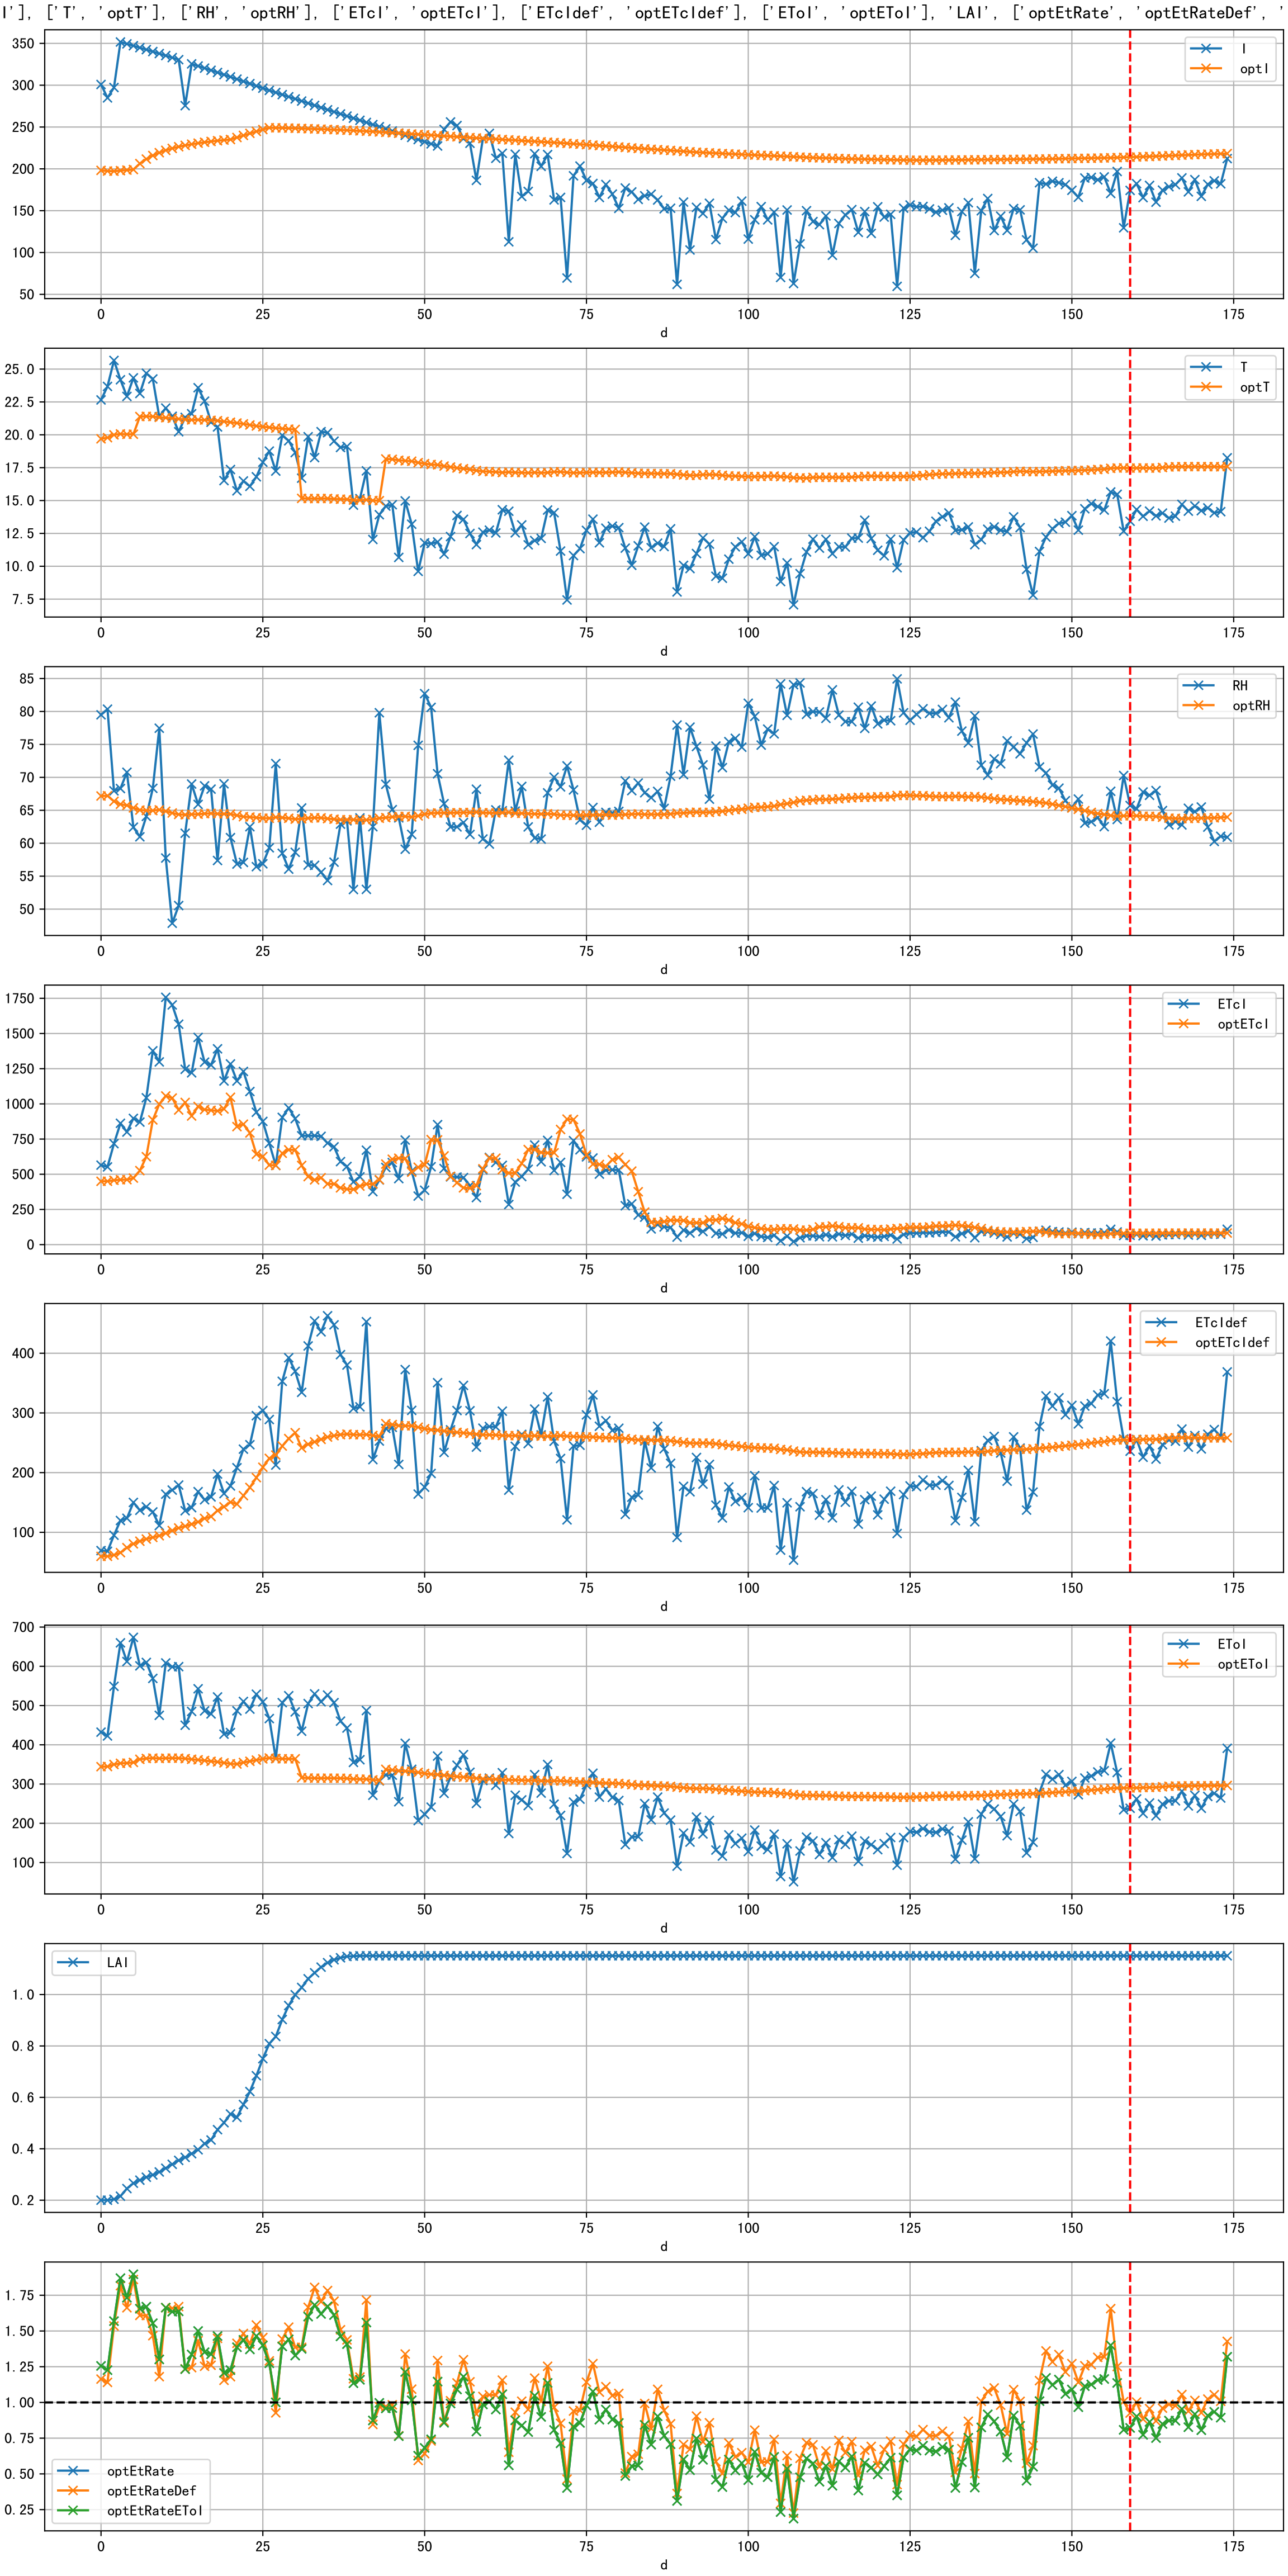 I'], ['T', 'optT'], ['RH', 'optRH'], ['ETcI', 'optETcI'], ['ETcIdef', 'optETcIdef'], ['EToI', 'optEToI'], 'LAI', ['optEtRate', 'optEtRateDef', '
350
300
250
200
150
100
50
I
optI
0 25 50 75 100 125 150 175
d
25.0
22.5
20.0
17.5
15.0
12.5
10.0
7.5
T
optT
0 25 50 75 100 125 150 175
d
85
80
75
70
65
60
55
50
RH
optRH
0 25 50 75 100 125 150 175
d
1750
1500
1250
1000
750
500
250
0
ETcI
optETcI
0 25 50 75 100 125 150 175
d
400
300
200
100
ETcIdef
optETcIdef
0 25 50 75 100 125 150 175
d
700
600
500
400
300
200
100
EToI
optEToI
0 25 50 75 100 125 150 175
d
1.0
0.8
0.6
0.4
0.2
LAI
0 25 50 75 100 125 150 175
d
1.75
1.50
1.25
1.00
0.75
0.50
0.25
optEtRate
optEtRateDef
optEtRateEToI
0 25 50 75 100 125 150 175
d